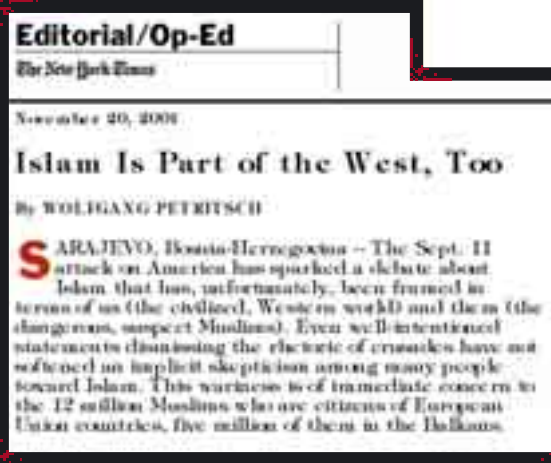 Editorial/Op-Ed
The New York Times
November 20, 2001
Islam Is Part of the West, Too
By WOLFGANG PETRITSCH
SARAJEVO, Bosnia-Herzegovina -- The Sept. 11
attack on America has sparked a debate about
Islam that has, unfortunately, been framed in
terms of us (the civilized, Western world) and them (the
dangerous, suspect Muslims). Even well-intentioned
statements dismissing the rhetoric of crusades have not
softened an implicit skepticism among many people
toward Islam. This wariness is of immediate concern to
the 12 million Muslims who are citizens of European
Union countries, five million of them in the Balkans.